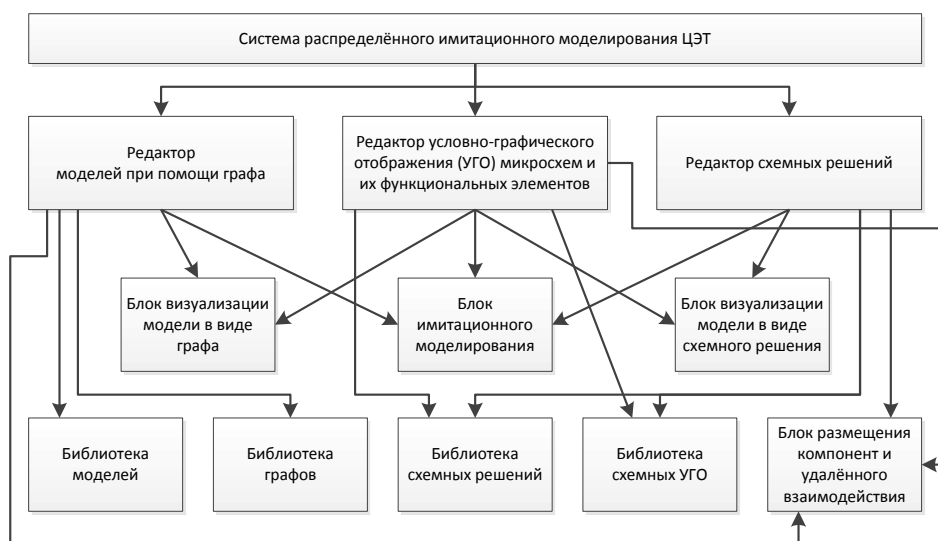 Система распределённого имитационного моделирования ЦЭТ
Редактор
моделей при помощи графа
Редактор условно-графического
отображения (УГО) микросхем и
их функциональных элементов
Редактор схемных решений
Блок визуализации
модели в виде
графа
Блок
имитационного
моделирования
Блок визуализации
модели в виде
схемного решения
Библиотека
моделей
Библиотека
графов
Библиотека
схемных решений
Библиотека
схемных УГО
Блок размещения
компонент и
удалённого
взаимодействия